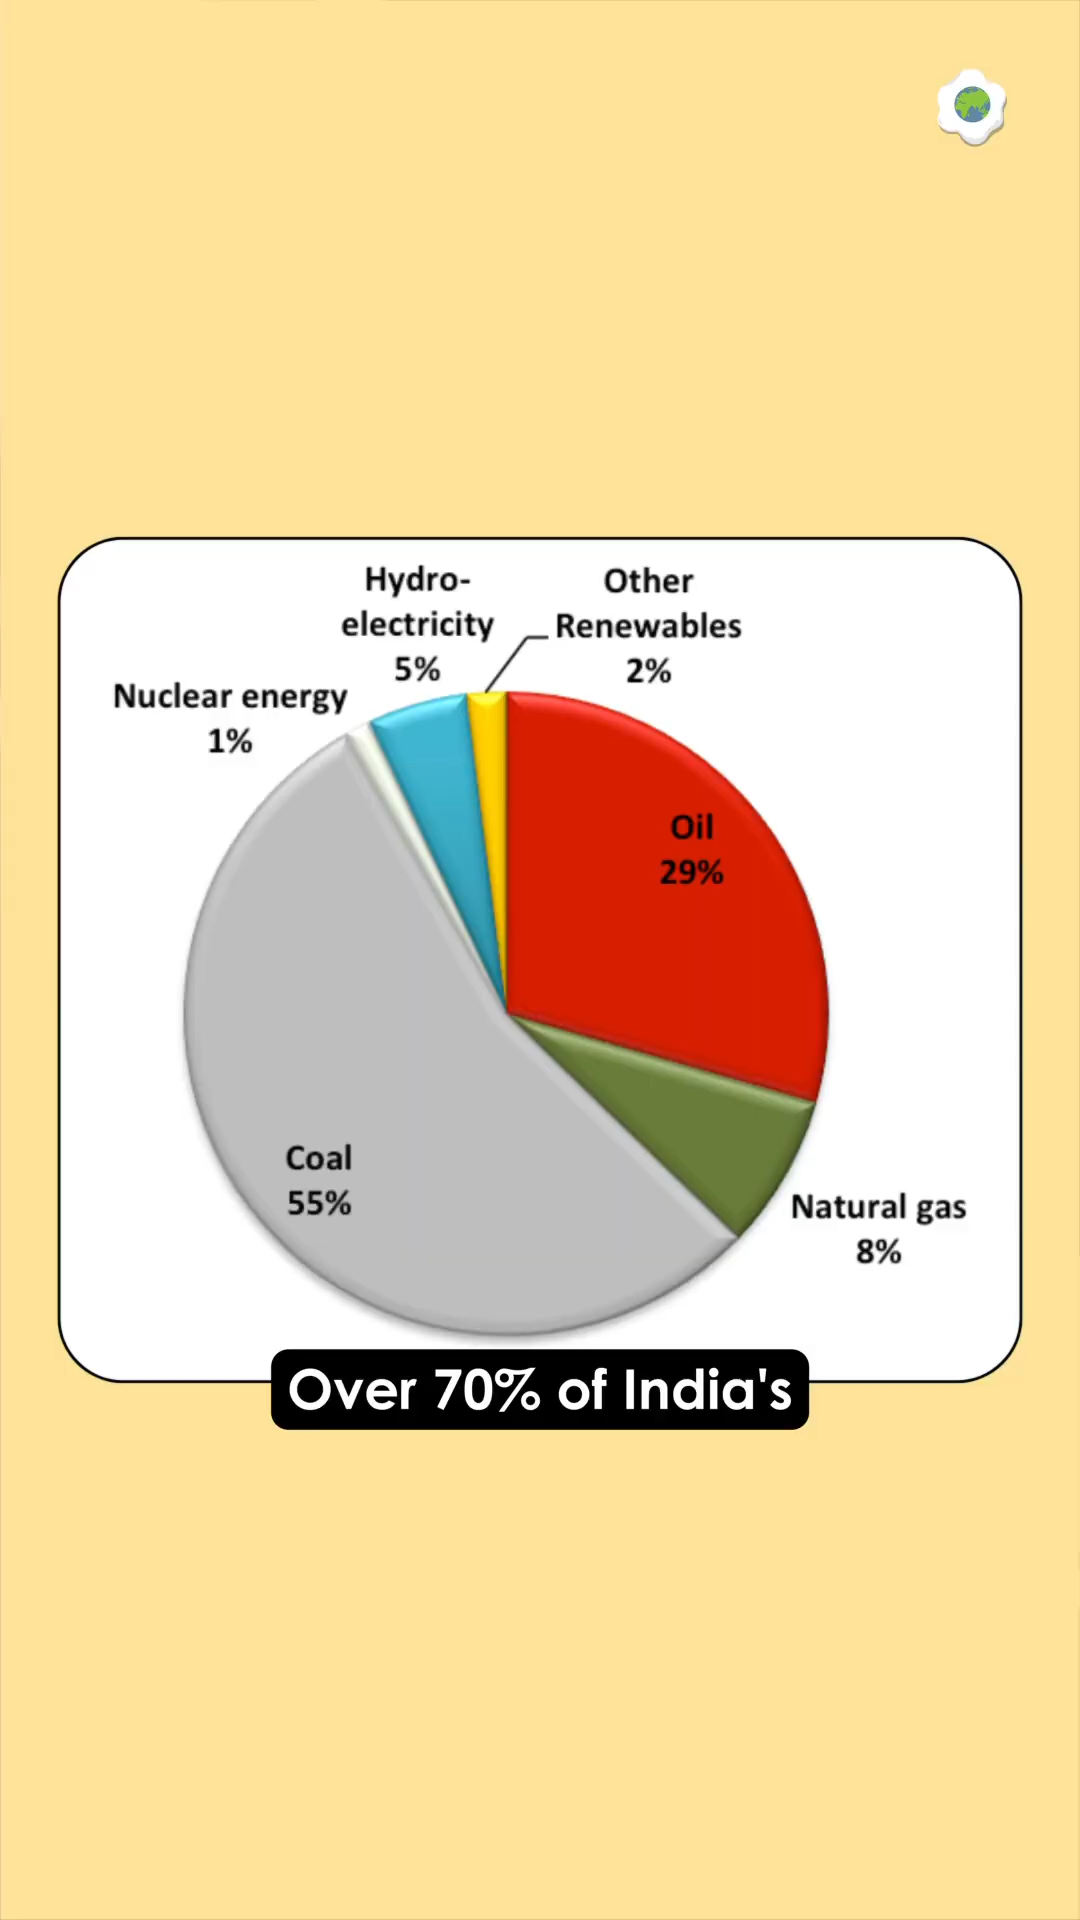 Hydro-
electricity
5%
Other
Renewables
2%
Nuclear energy
1%
Oil
29%
Coal
55%
Natural gas
8%
Over 70% of India's